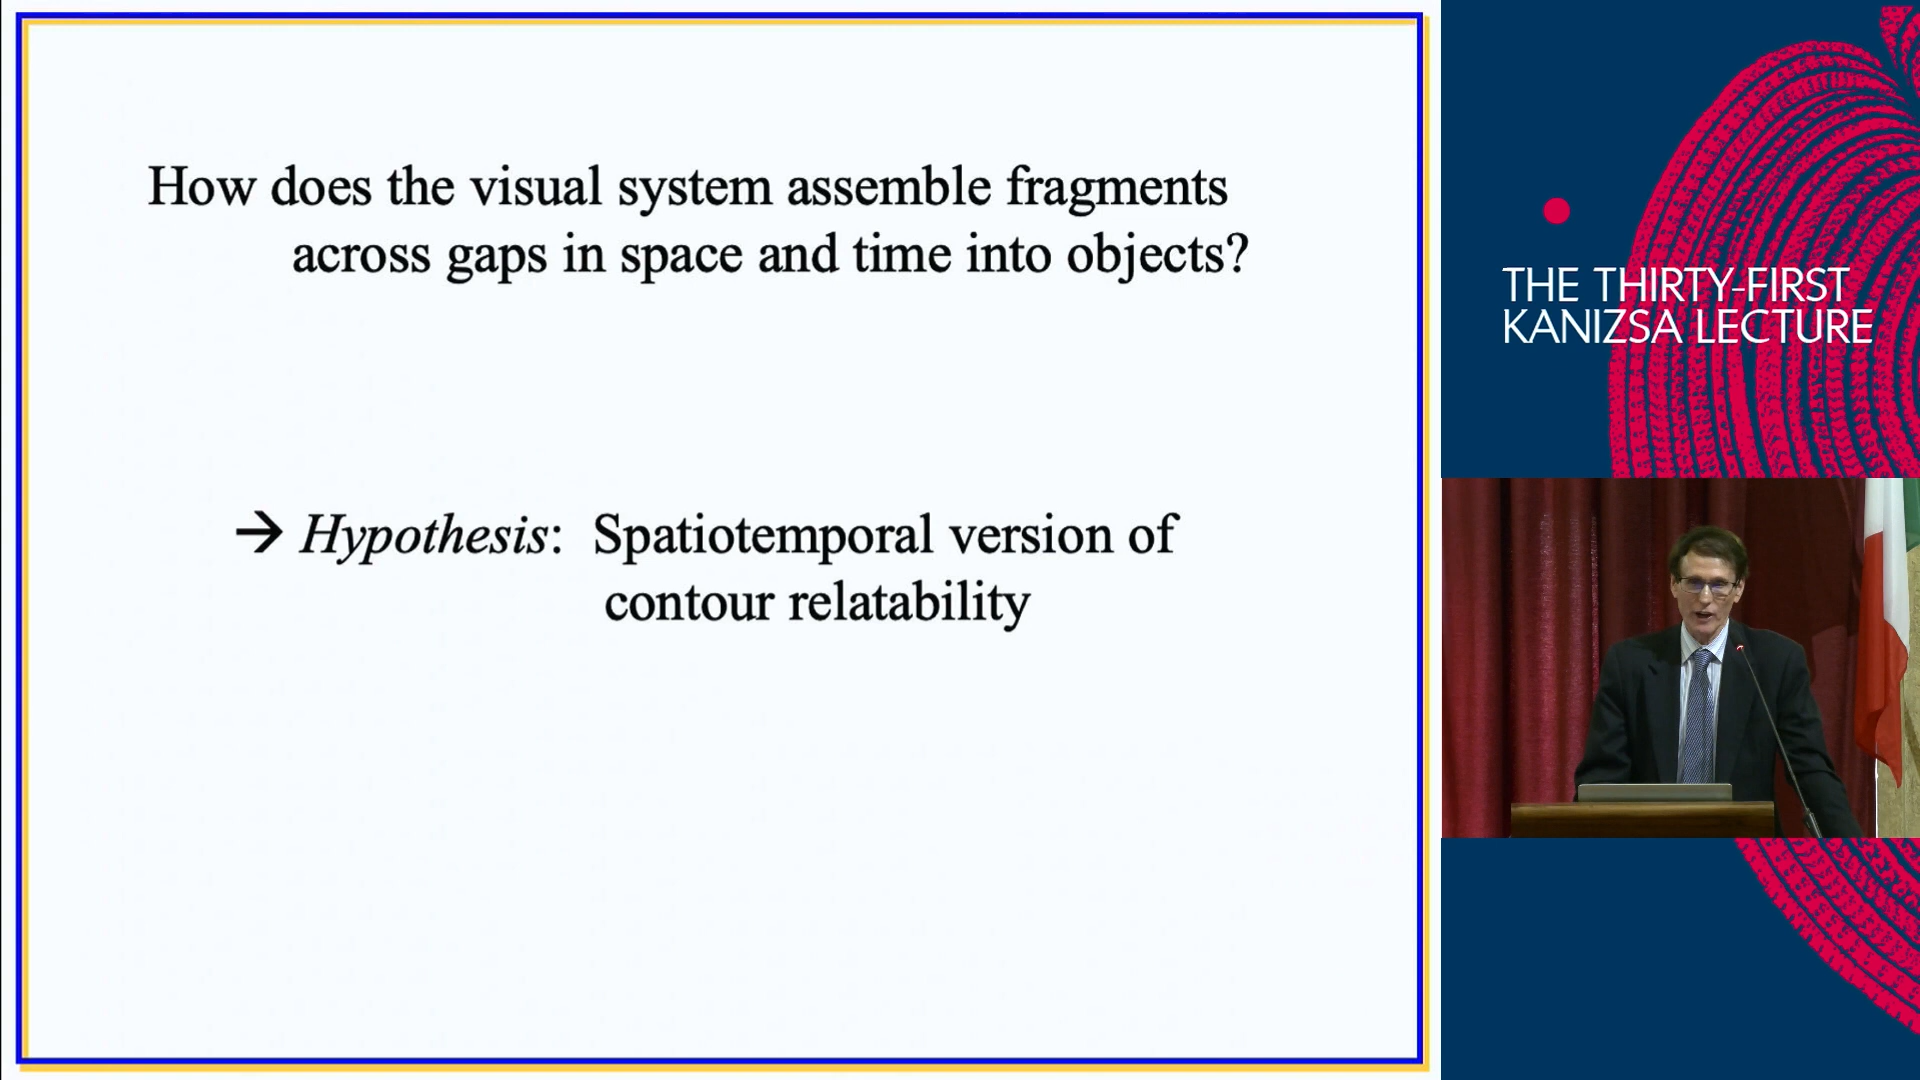 How does the visual system assemble fragments
across gaps in space and time into objects?
→ Hypothesis: Spatiotemporal version of
contour relatability
THE THIRTY-FIRST
KANIZSA LECTURE